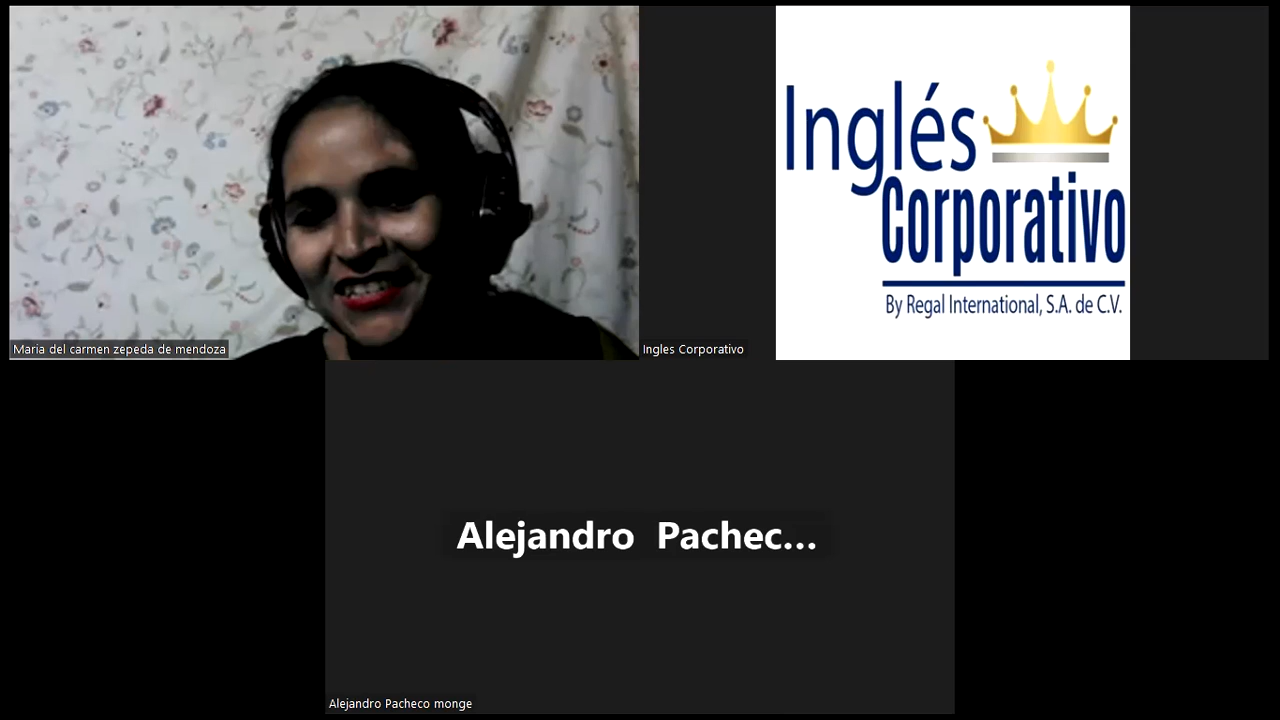 Inglés
Corporativo
By Regal International, S.A. de C.V.
Maria del carmen zepeda de mendoza
Ingles Corporativo
Alejandro Pachec...
Alejandro Pacheco monge